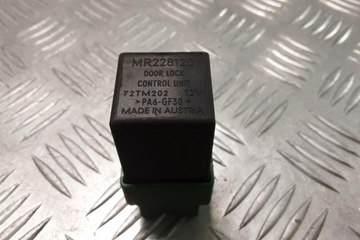 MR228120
DOOR LOCK
CONTROL UNIT
72TM202 12V
>PA6-GF30<
MADE IN AUSTRIA